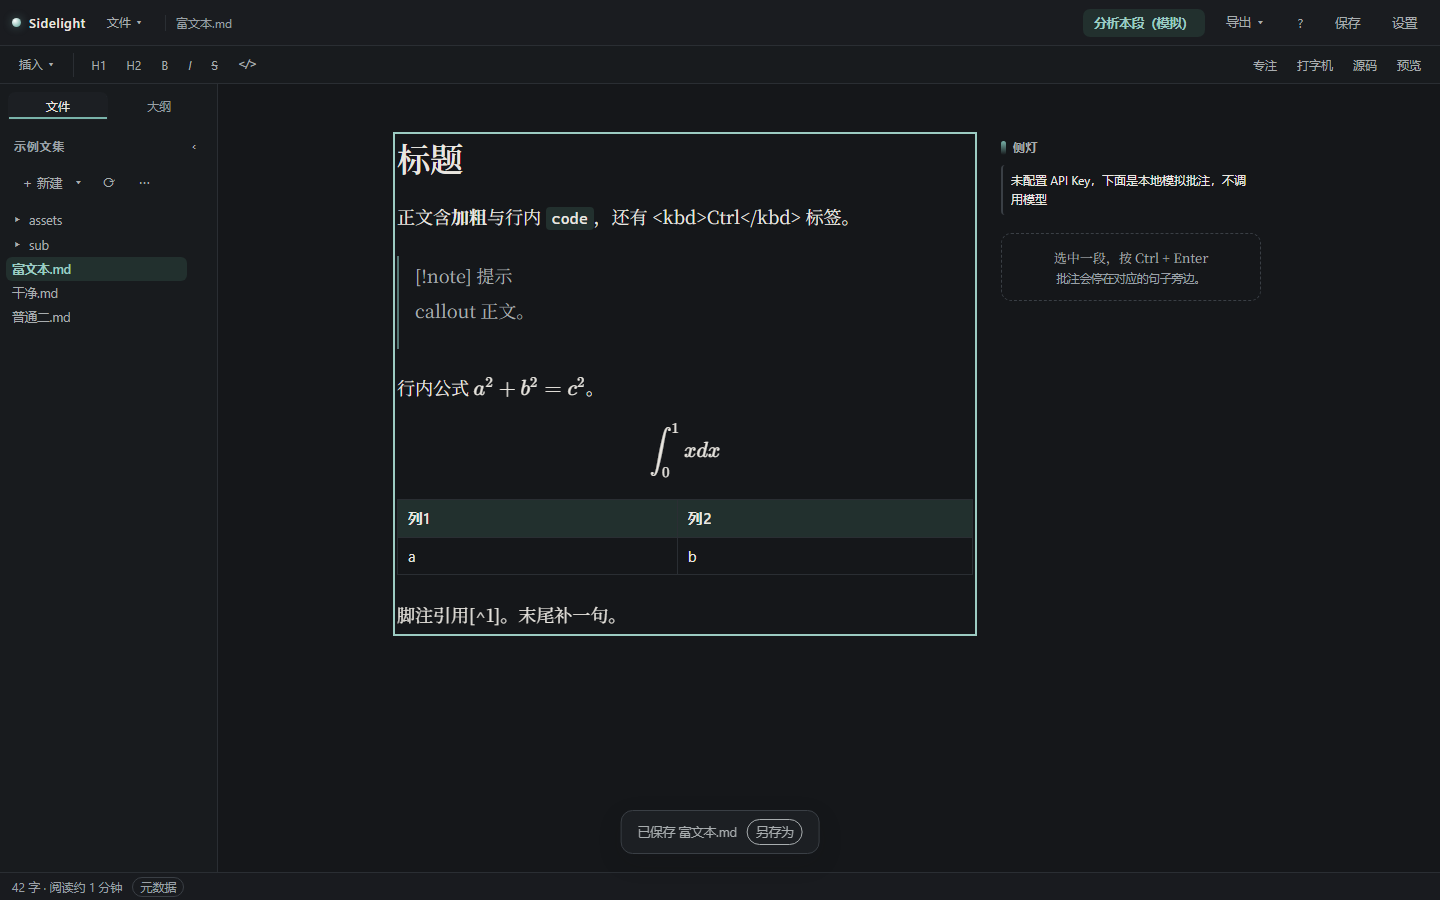 Sidelight 文件 富文本.md 分析本段（模拟） 导出 ? 保存 设置
插入 H1 H2 B I S </> 专注 打字机 源码 预览
文件 大纲
示例文集 ‹
+ 新建 ···
assets
sub
富文本.md
干净.md
普通二.md
标题
正文含加粗与行内 code，还有 <kbd>Ctrl</kbd> 标签。
[!note] 提示
callout 正文。
行内公式 a² + b² = c²。
∫₀¹ xdx
列1 列2
a b
脚注引用[^1]。末尾补一句。
侧灯
未配置 API Key，下面是本地模拟批注，不调
用模型
选中一段，按 Ctrl + Enter
批注会停在对应的句子旁边。
已保存 富文本.md 另存为
42 字 · 阅读约 1 分钟 元数据